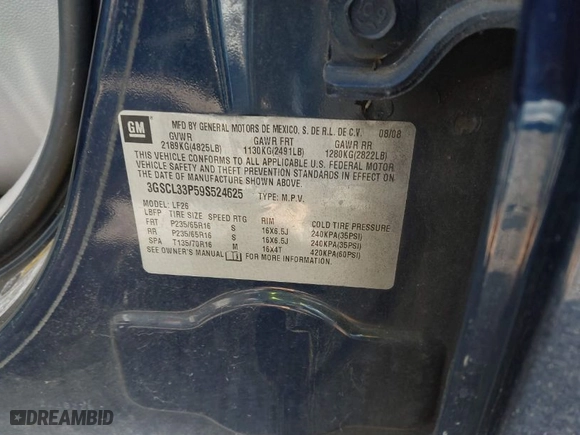 GM
MFD BY GENERAL MOTORS DE MEXICO, S. DE R.L. DE C.V. 08/08
GVWR GAWR FRT GAWR RR
2189KG(4825LB) 1130KG(2491LB) 1280KG(2822LB)
THIS VEHICLE CONFORMS TO ALL APPLICABLE U.S. FEDERAL MOTOR
VEHICLE SAFETY AND THEFT PREVENTION STANDARDS IN EFFECT ON
THE DATE OF MANUFACTURE SHOWN ABOVE.
3GSCL33P59S524625 TYPE: M.P.V.
MODEL: LF26
LBFP TIRE SIZE SPEED RTG RIM COLD TIRE PRESSURE
FRT P235/65R16 S 16X6.5J 240KPA(35PSI)
RR P235/65R16 S 16X6.5J 240KPA(35PSI)
SPA T135/70R16 M 16X4T 420KPA(60PSI)
SEE OWNER'S MANUAL FOR MORE INFORMATION.
DREAMBID